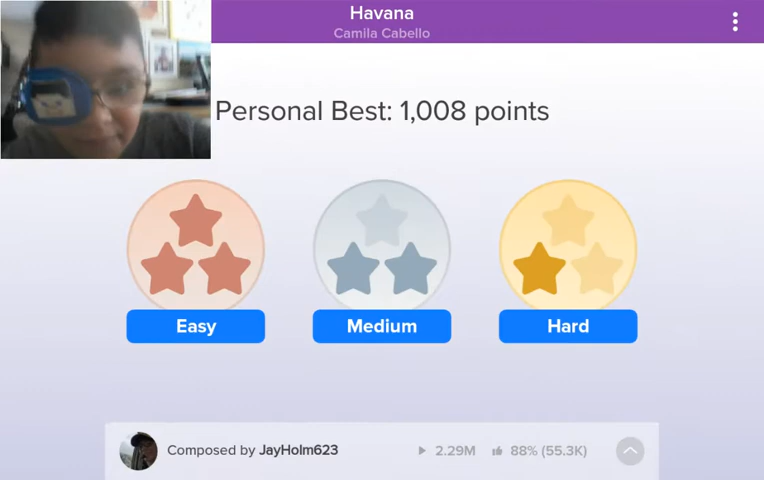 Havana
Camila Cabello
Personal Best: 1,008 points
Easy
Medium
Hard
Composed by JayHolm623
2.29M
88% (55.3K)